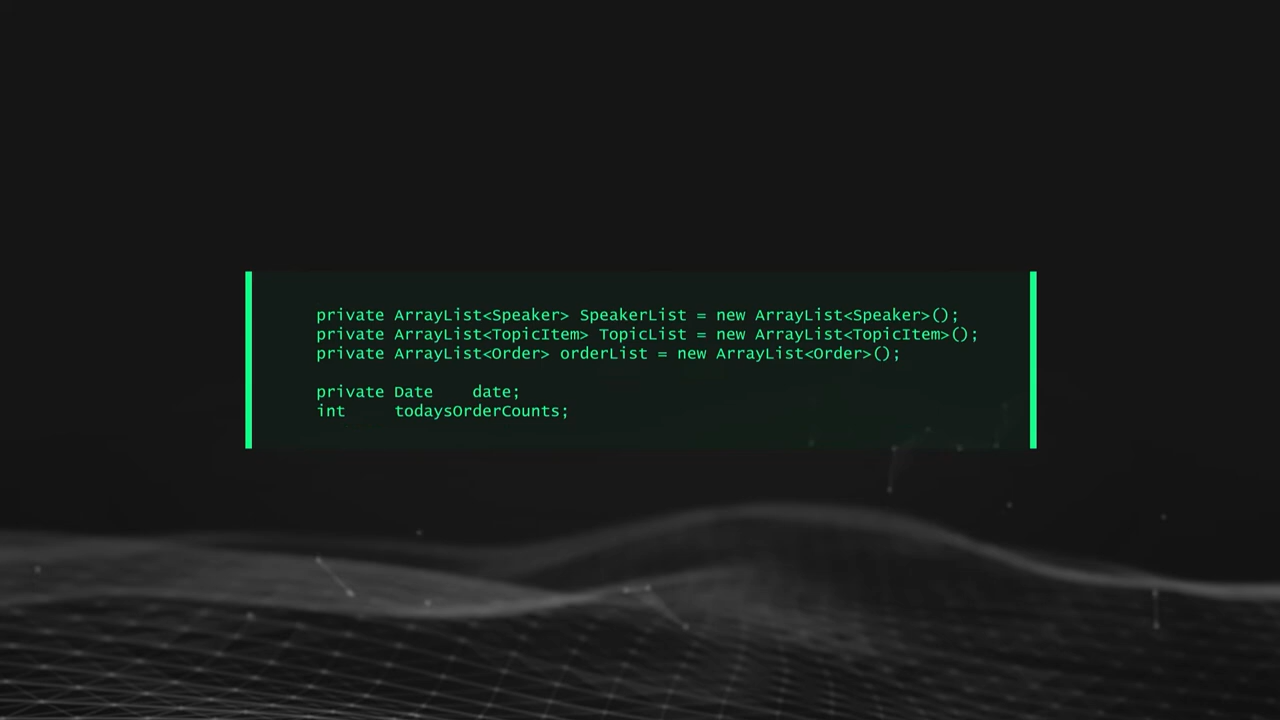 private ArrayList<Speaker> SpeakerList = new ArrayList<Speaker>();
private ArrayList<TopicItem> TopicList = new ArrayList<TopicItem>();
private ArrayList<Order> orderList = new ArrayList<Order>();
private Date    date;
int     todaysOrderCounts;